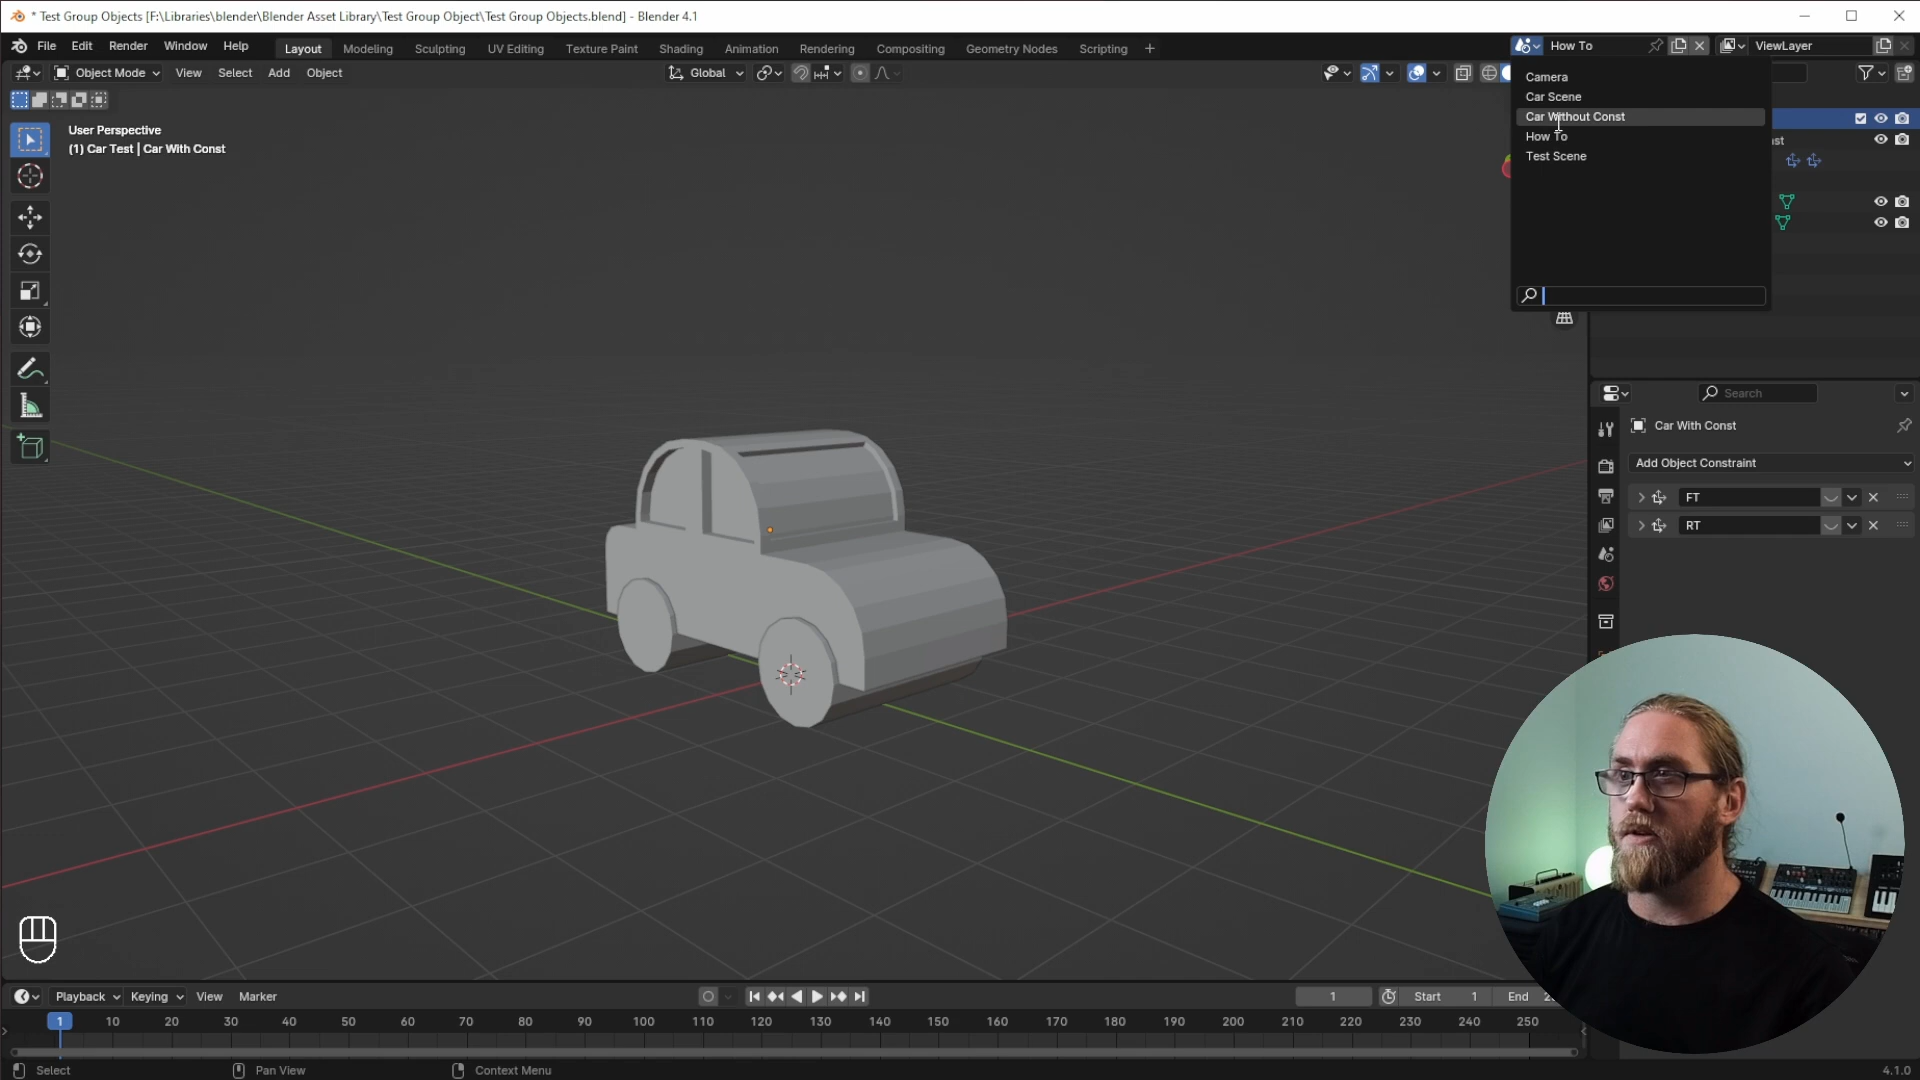 * Test Group Objects [F:\Libraries\blender\Blender Asset Library\Test Group Object\Test Group Objects.blend] - Blender 4.1
File Edit Render Window Help Layout Modeling Sculpting UV Editing Texture Paint Shading Animation Rendering Compositing Geometry Nodes Scripting + How To ViewLayer
Object Mode View Select Add Object Global
Camera
Car Scene
Car Without Const
How To
Test Scene
User Perspective
(1) Car Test | Car With Const
Search
Car With Const
Add Object Constraint
FT
RT
Playback Keying View Marker 1 Start 1 End
1 10 20 30 40 50 60 70 80 90 100 110 120 130 140 150 160 170 180 190 200 210 220 230 240 250
Select Pan View Context Menu 4.1.0